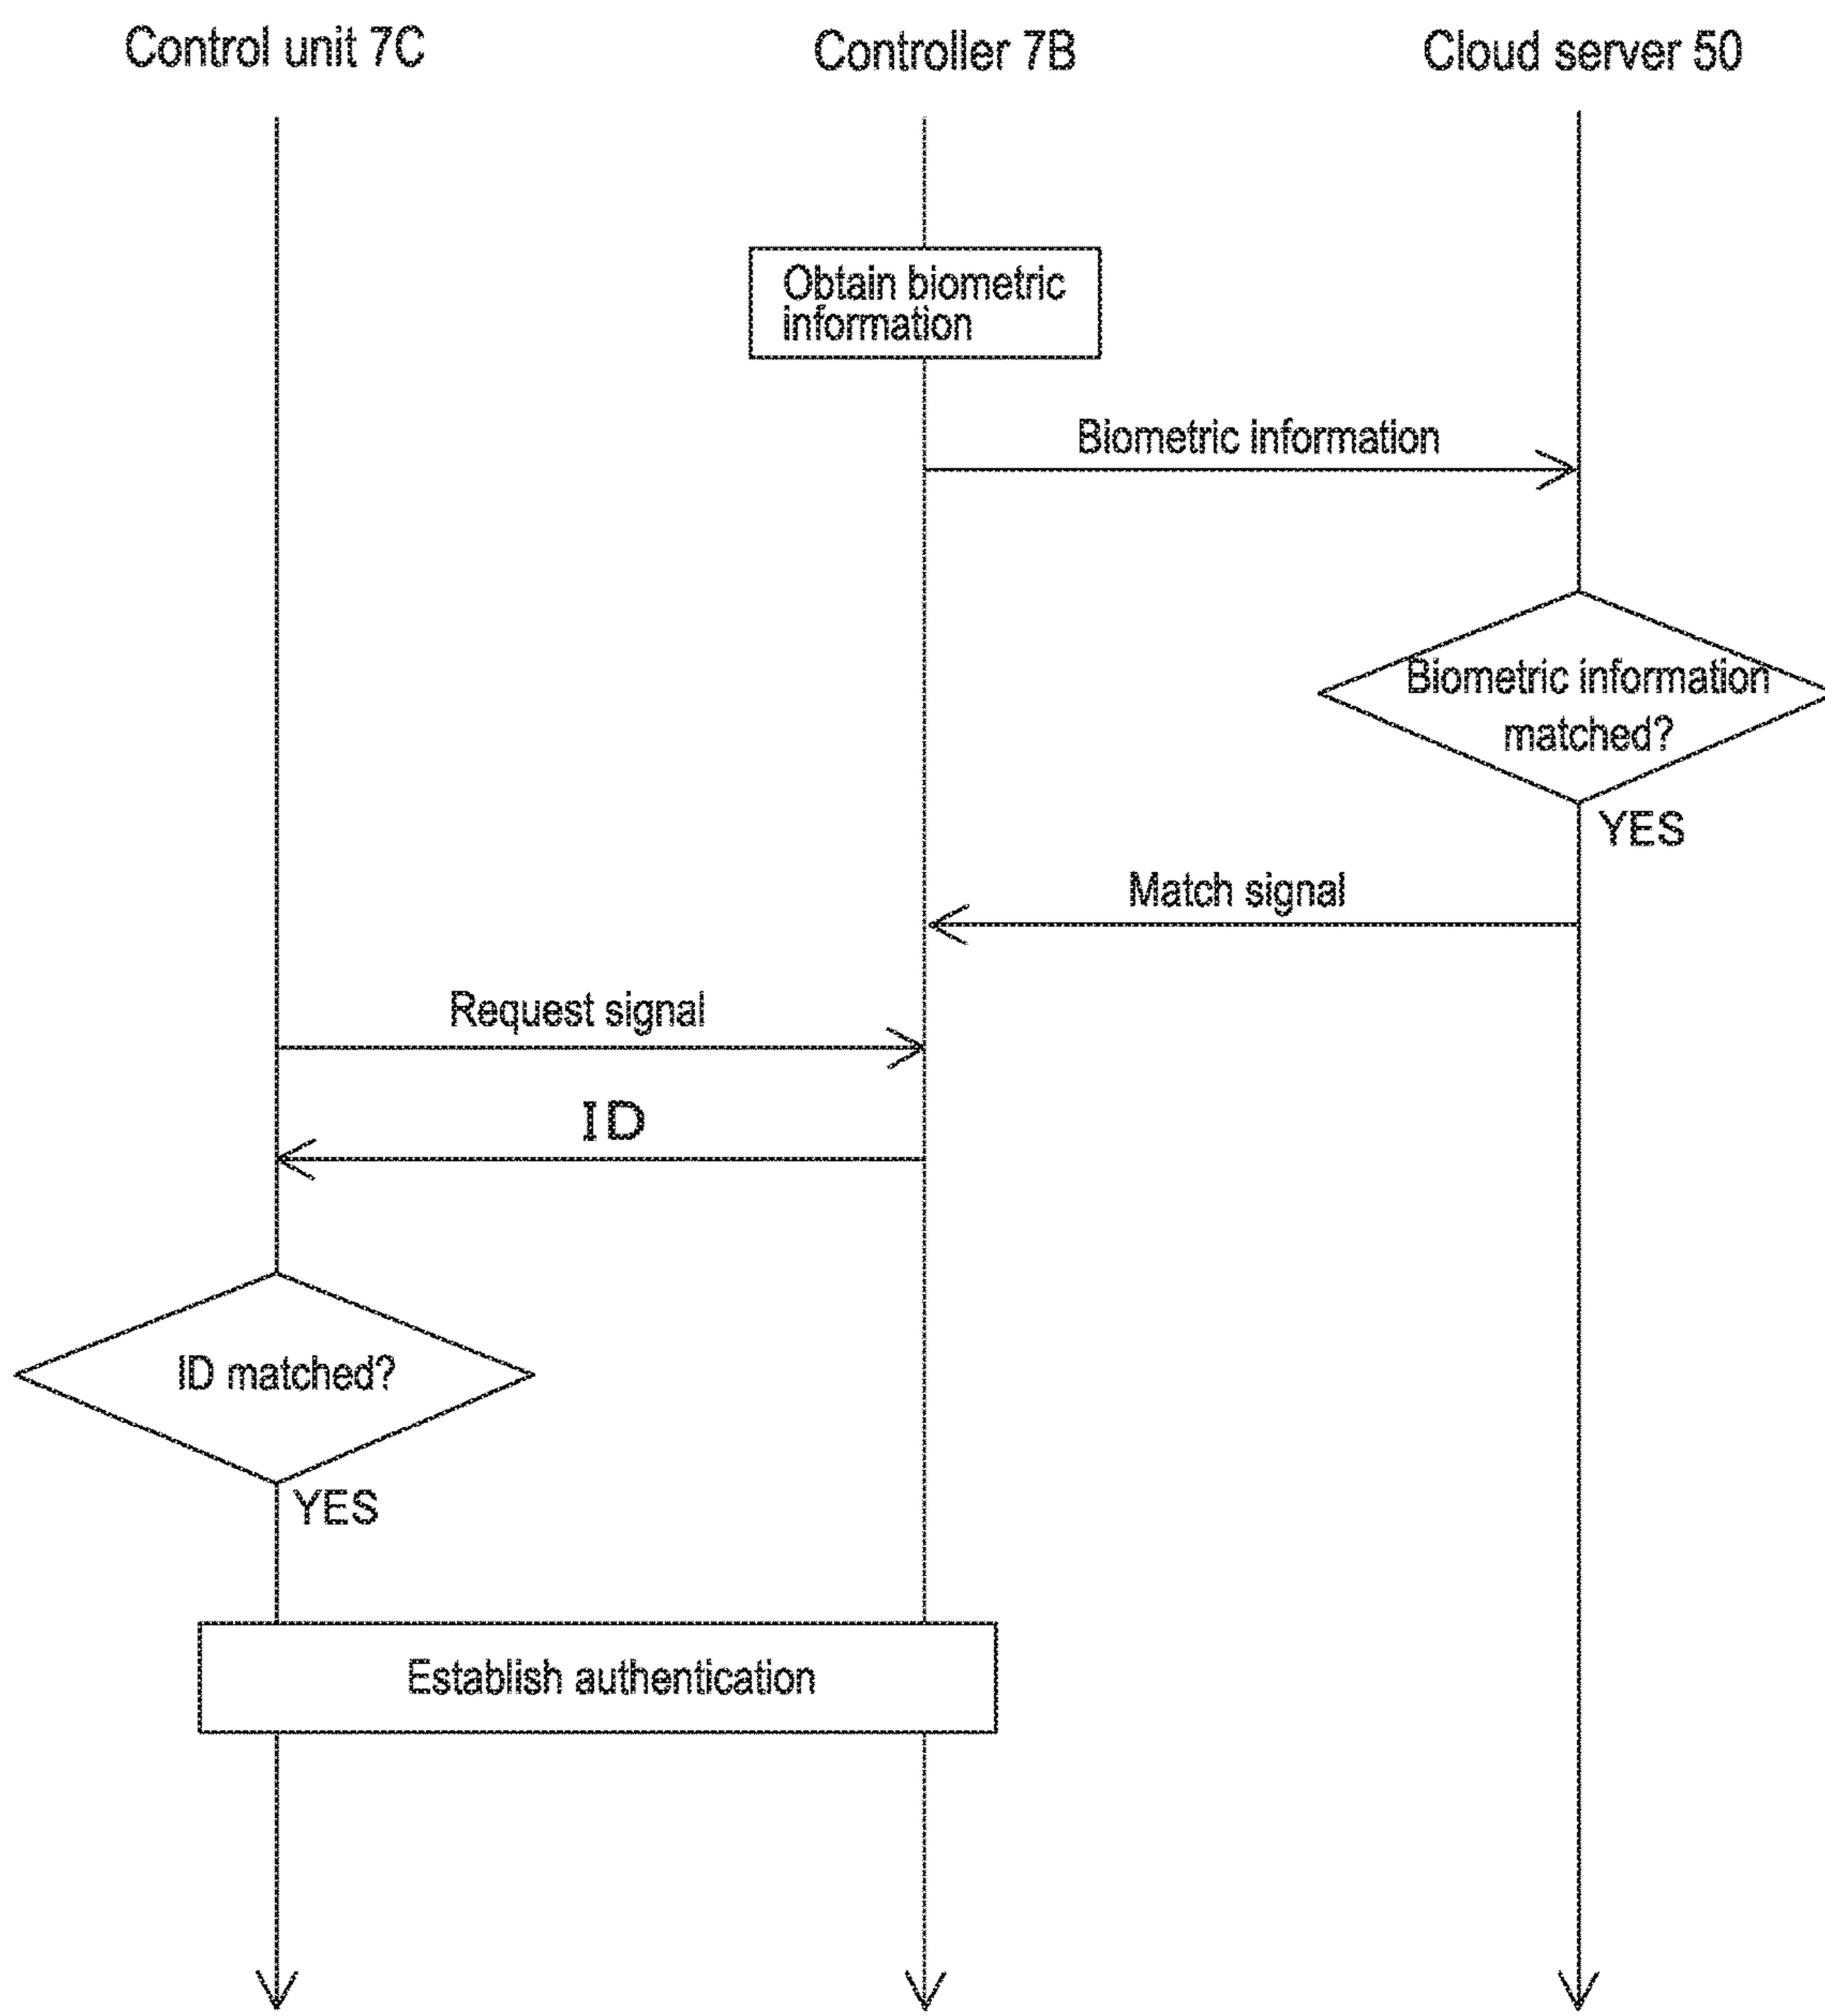 Control unit 7C
Controller 7B
Cloud server 50
Obtain biometric
information
Biometric information
Biometric information
matched?
YES
Match signal
Request signal
ID
ID matched?
YES
Establish authentication